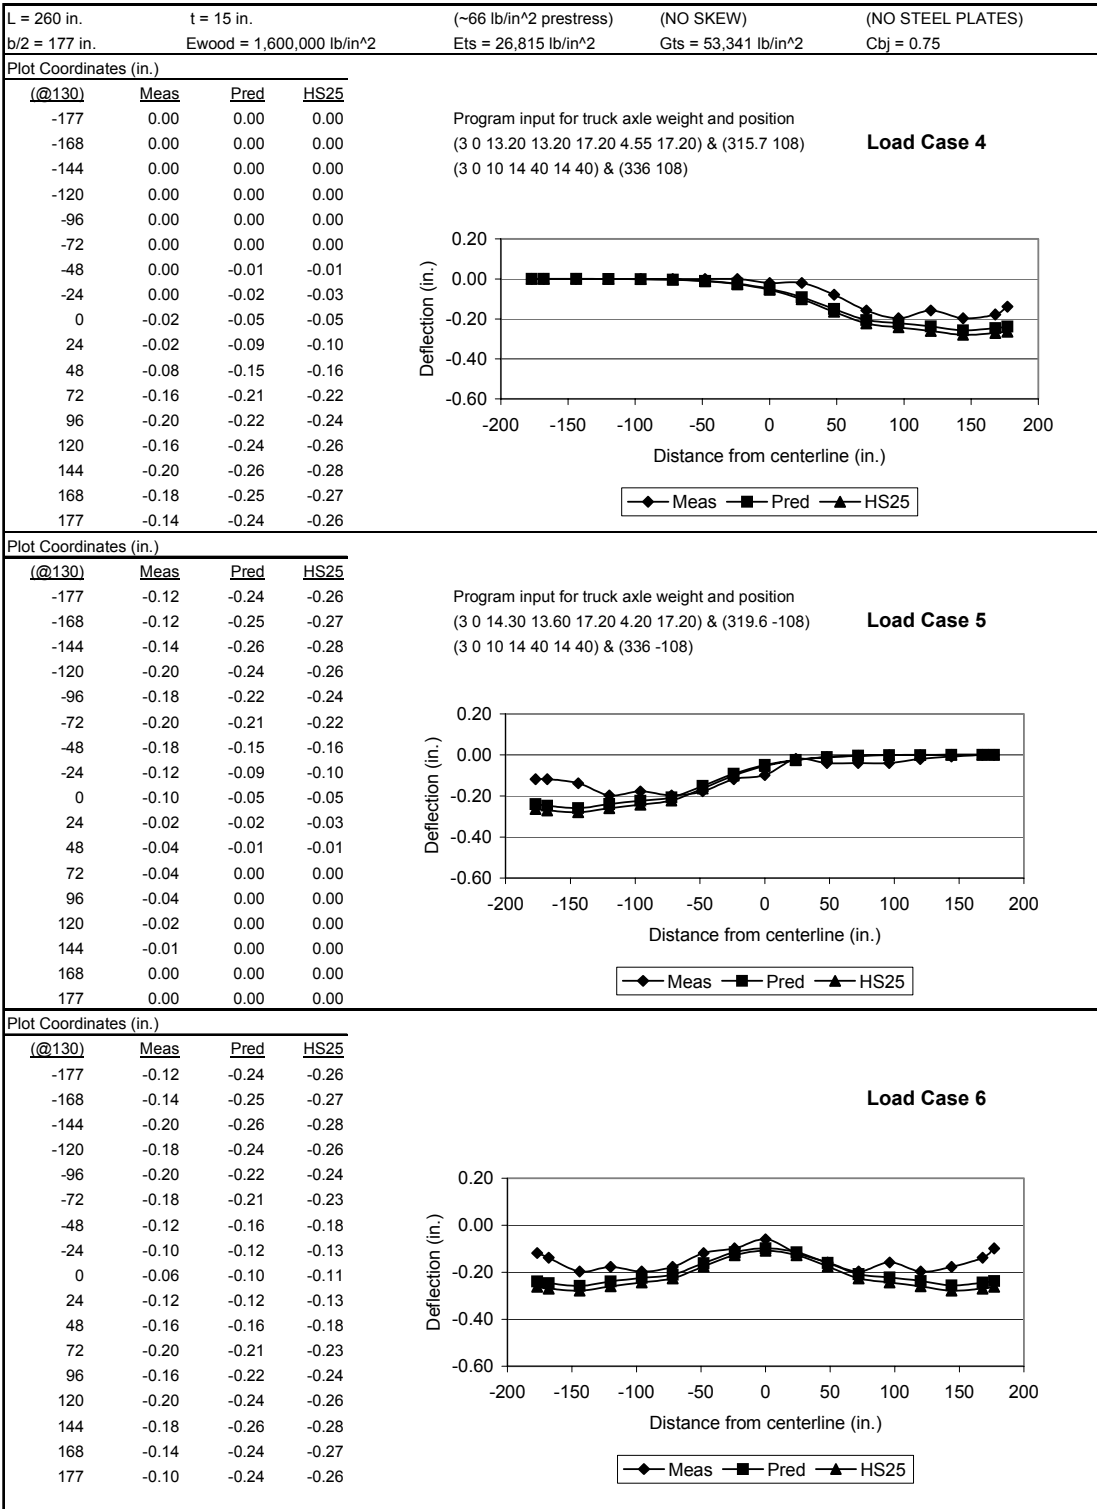 L = 260 in. t = 15 in. (~66 lb/in^2 prestress) (NO SKEW) (NO STEEL PLATES)
b/2 = 177 in. Ewood = 1,600,000 lb/in^2 Ets = 26,815 lb/in^2 Gts = 53,341 lb/in^2 Cbj = 0.75
Plot Coordinates (in.)
(@130) Meas Pred HS25
-177 0.00 0.00 0.00
-168 0.00 0.00 0.00
-144 0.00 0.00 0.00
-120 0.00 0.00 0.00
-96 0.00 0.00 0.00
-72 0.00 0.00 0.00
-48 0.00 -0.01 -0.01
-24 0.00 -0.02 -0.03
0 -0.02 -0.05 -0.05
24 -0.02 -0.09 -0.10
48 -0.08 -0.15 -0.16
72 -0.16 -0.21 -0.22
96 -0.20 -0.22 -0.24
120 -0.16 -0.24 -0.26
144 -0.20 -0.26 -0.28
168 -0.18 -0.25 -0.27
177 -0.14 -0.24 -0.26
Program input for truck axle weight and position
(3 0 13.20 13.20 17.20 4.55 17.20) & (315.7 108)
Load Case 4
(3 0 10 14 40 14 40) & (336 108)
0.20
0.00
-0.20
-0.40
-0.60
Deflection (in.)
-200 -150 -100 -50 0 50 100 150 200
Distance from centerline (in.)
Meas Pred HS25
Plot Coordinates (in.)
(@130) Meas Pred HS25
-177 -0.12 -0.24 -0.26
-168 -0.12 -0.25 -0.27
-144 -0.14 -0.26 -0.28
-120 -0.20 -0.24 -0.26
-96 -0.18 -0.22 -0.24
-72 -0.20 -0.21 -0.22
-48 -0.18 -0.15 -0.16
-24 -0.12 -0.09 -0.10
0 -0.10 -0.05 -0.05
24 -0.02 -0.02 -0.03
48 -0.04 -0.01 -0.01
72 -0.04 0.00 0.00
96 -0.04 0.00 0.00
120 -0.02 0.00 0.00
144 -0.01 0.00 0.00
168 0.00 0.00 0.00
177 0.00 0.00 0.00
Program input for truck axle weight and position
(3 0 14.30 13.60 17.20 4.20 17.20) & (319.6 -108)
Load Case 5
(3 0 10 14 40 14 40) & (336 -108)
0.20
0.00
-0.20
-0.40
-0.60
Deflection (in.)
-200 -150 -100 -50 0 50 100 150 200
Distance from centerline (in.)
Meas Pred HS25
Plot Coordinates (in.)
(@130) Meas Pred HS25
-177 -0.12 -0.24 -0.26
-168 -0.14 -0.25 -0.27
-144 -0.20 -0.26 -0.28
-120 -0.18 -0.24 -0.26
-96 -0.20 -0.22 -0.24
-72 -0.18 -0.21 -0.23
-48 -0.12 -0.16 -0.18
-24 -0.10 -0.12 -0.13
0 -0.06 -0.10 -0.11
24 -0.12 -0.12 -0.13
48 -0.16 -0.16 -0.18
72 -0.20 -0.21 -0.23
96 -0.16 -0.22 -0.24
120 -0.20 -0.24 -0.26
144 -0.18 -0.26 -0.28
168 -0.14 -0.24 -0.27
177 -0.10 -0.24 -0.26
Load Case 6
0.20
0.00
-0.20
-0.40
-0.60
Deflection (in.)
-200 -150 -100 -50 0 50 100 150 200
Distance from centerline (in.)
Meas Pred HS25